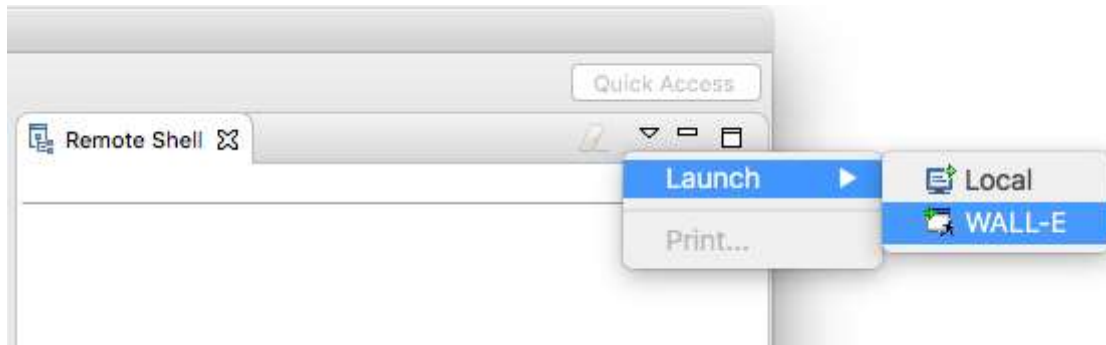 Quick Access
Remote Shell
Launch
Local
WALL-E
Print...